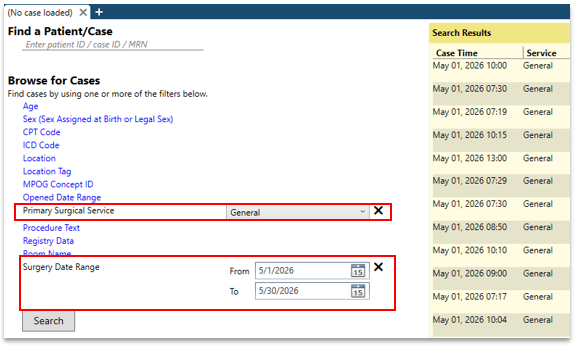 (No case loaded) ✕ +
Find a Patient/Case
Enter patient ID / case ID / MRN
Browse for Cases
Find cases by using one or more of the filters below.
Age
Sex (Sex Assigned at Birth or Legal Sex)
CPT Code
ICD Code
Location
Location Tag
MPOG Concept ID
Opened Date Range
Primary Surgical Service General ✕
Procedure Text
Registry Data
Room Name
Surgery Date Range From 5/1/2026 15 ✕
To 5/30/2026 15
Search
Search Results
Case Time Service
May 01, 2026 10:00 General
May 01, 2026 07:30 General
May 01, 2026 07:19 General
May 01, 2026 10:15 General
May 01, 2026 13:00 General
May 01, 2026 07:29 General
May 01, 2026 07:30 General
May 01, 2026 08:50 General
May 01, 2026 10:10 General
May 01, 2026 09:00 General
May 01, 2026 07:17 General
May 01, 2026 10:04 General